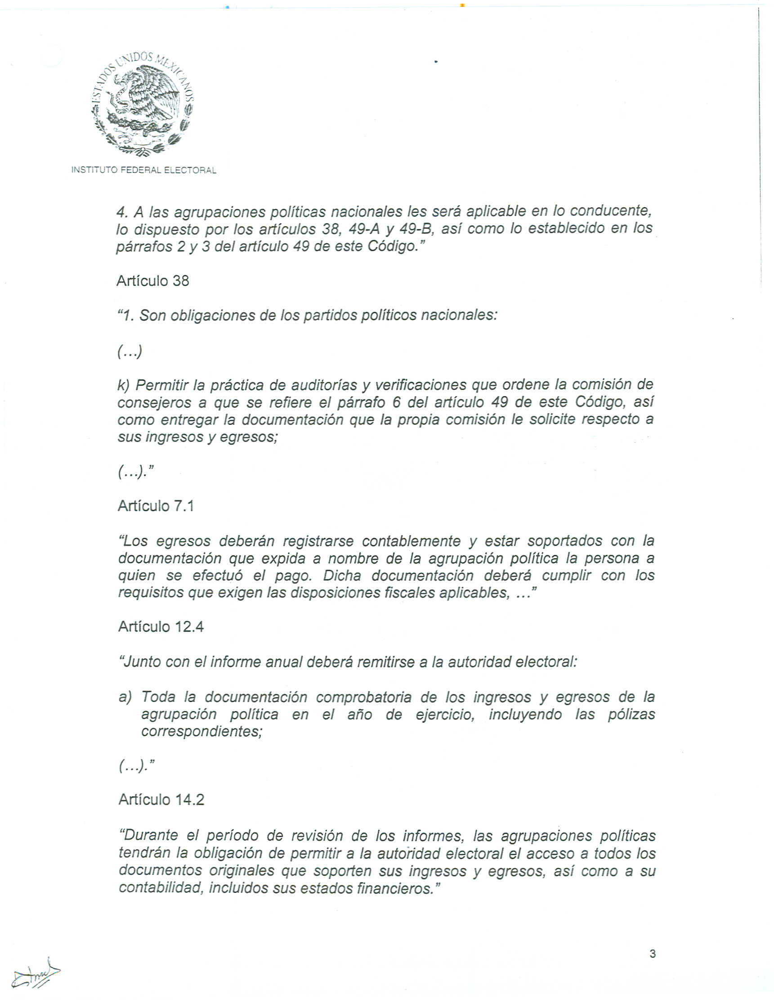 ESTADOS UNIDOS MEXICANOS
INSTITUTO FEDERAL ELECTORAL
4. A las agrupaciones políticas nacionales les será aplicable en lo conducente,
lo dispuesto por los artículos 38, 49-A y 49-B, así como lo establecido en los
párrafos 2 y 3 del artículo 49 de este Código.”
Artículo 38
“1. Son obligaciones de los partidos políticos nacionales:
(...)
k) Permitir la práctica de auditorías y verificaciones que ordene la comisión de
consejeros a que se refiere el párrafo 6 del artículo 49 de este Código, así
como entregar la documentación que la propia comisión le solicite respecto a
sus ingresos y egresos;
(...).”
Artículo 7.1
“Los egresos deberán registrarse contablemente y estar soportados con la
documentación que expida a nombre de la agrupación política la persona a
quien se efectuó el pago. Dicha documentación deberá cumplir con los
requisitos que exigen las disposiciones fiscales aplicables, ...”
Artículo 12.4
“Junto con el informe anual deberá remitirse a la autoridad electoral:
a) Toda la documentación comprobatoria de los ingresos y egresos de la
agrupación política en el año de ejercicio, incluyendo las pólizas
correspondientes;
(...).”
Artículo 14.2
“Durante el período de revisión de los informes, las agrupaciones políticas
tendrán la obligación de permitir a la autoridad electoral el acceso a todos los
documentos originales que soporten sus ingresos y egresos, así como a su
contabilidad, incluidos sus estados financieros.”
3